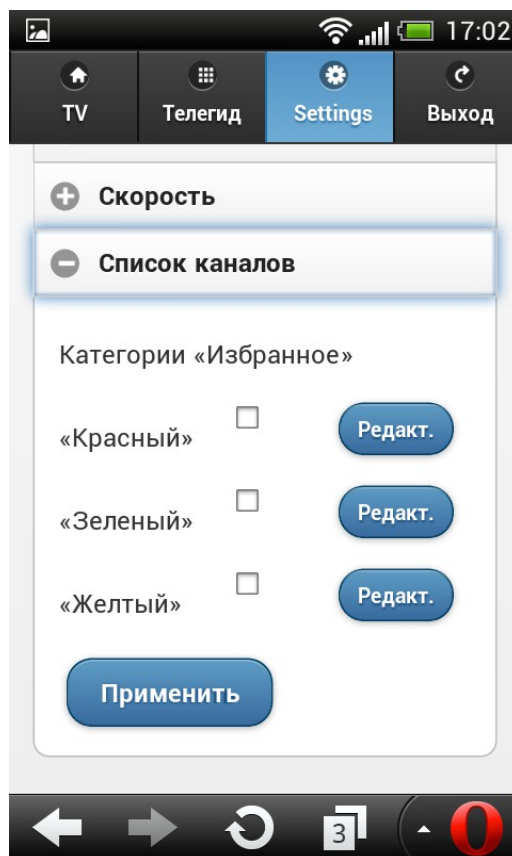 17:02
TV Телегид Settings Выход
Скорость
Список каналов
Категории «Избранное»
«Красный» Редакт.
«Зеленый» Редакт.
«Желтый» Редакт.
Применить
3